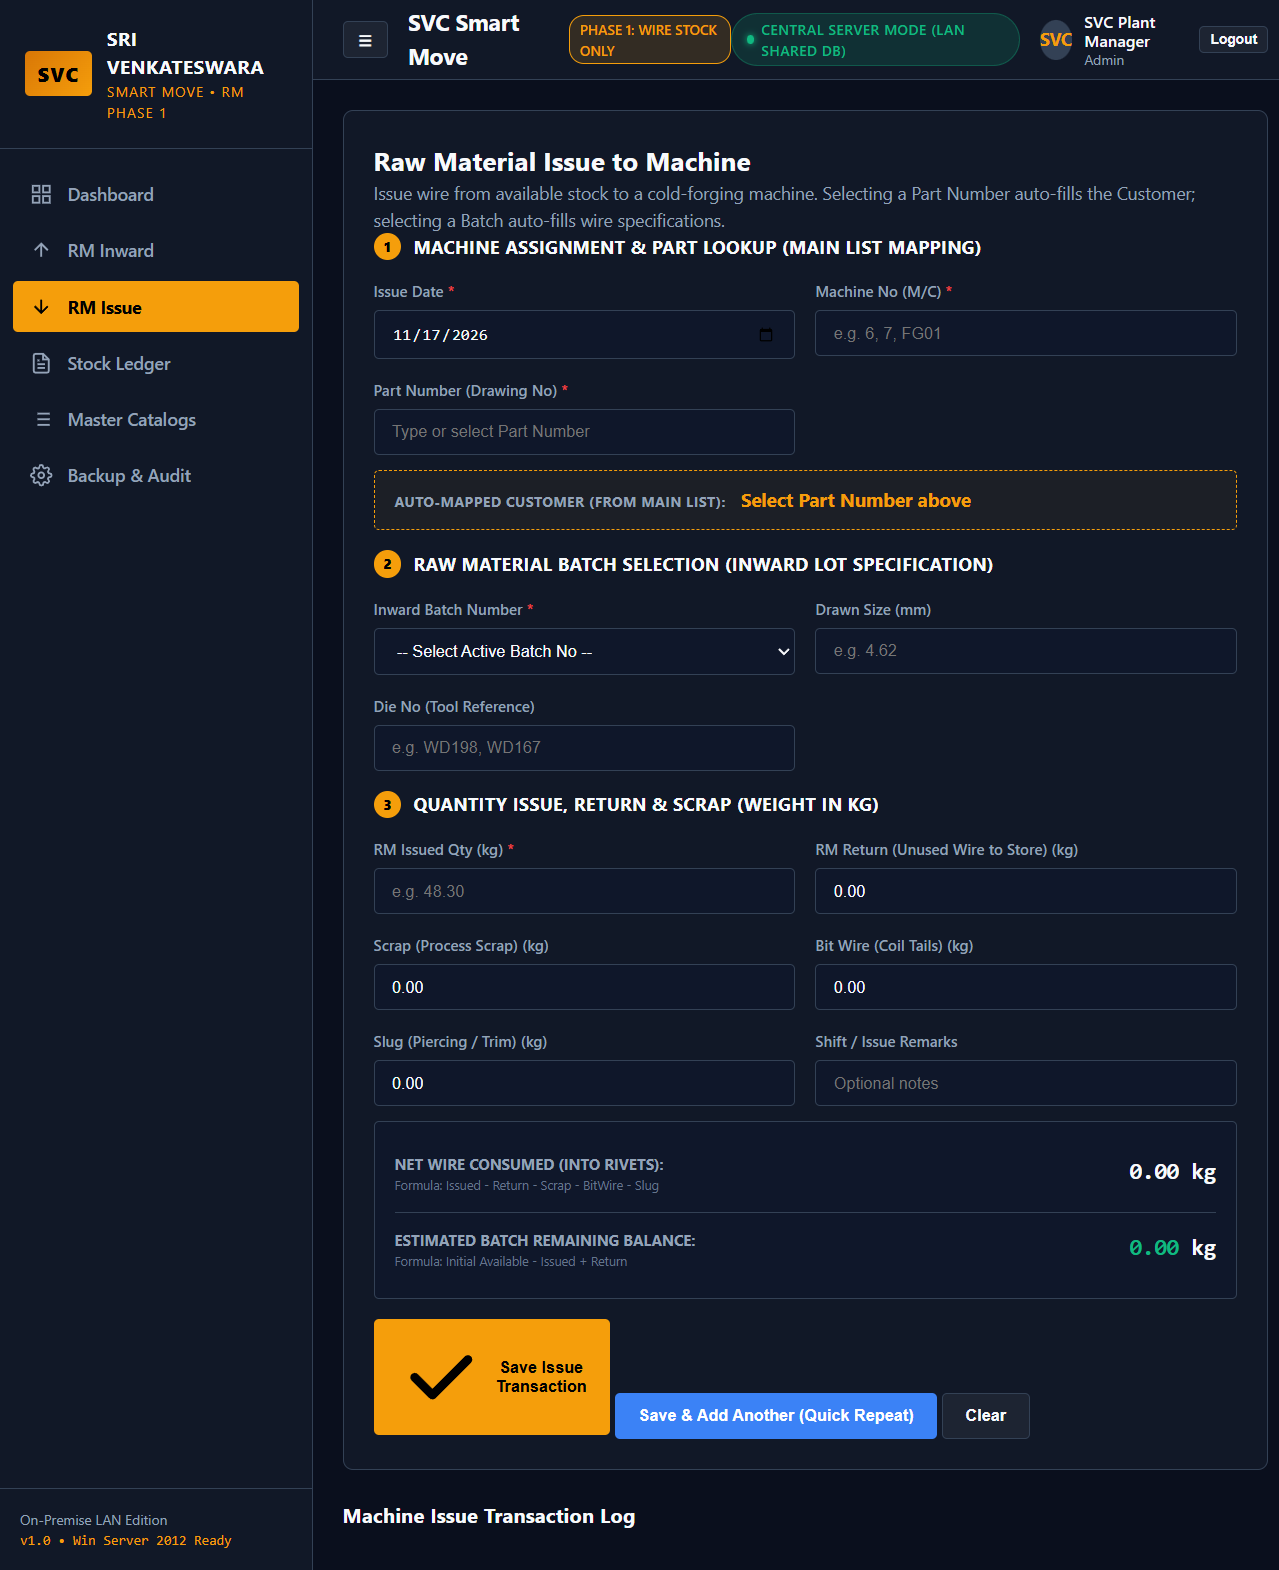 SVC
SRI
VENKATESWARA
SMART MOVE • RM
PHASE 1
Dashboard
RM Inward
RM Issue
Stock Ledger
Master Catalogs
Backup & Audit
On-Premise LAN Edition
v1.0 • Win Server 2012 Ready
SVC Smart
Move
PHASE 1: WIRE STOCK
ONLY
CENTRAL SERVER MODE (LAN
SHARED DB)
SVC
SVC Plant
Manager
Admin
Logout
Raw Material Issue to Machine
Issue wire from available stock to a cold-forging machine. Selecting a Part Number auto-fills the Customer;
selecting a Batch auto-fills wire specifications.
1 MACHINE ASSIGNMENT & PART LOOKUP (MAIN LIST MAPPING)
Issue Date * Machine No (M/C) *
11/17/2026 e.g. 6, 7, FG01
Part Number (Drawing No) *
Type or select Part Number
AUTO-MAPPED CUSTOMER (FROM MAIN LIST): Select Part Number above
2 RAW MATERIAL BATCH SELECTION (INWARD LOT SPECIFICATION)
Inward Batch Number * Drawn Size (mm)
-- Select Active Batch No -- e.g. 4.62
Die No (Tool Reference)
e.g. WD198, WD167
3 QUANTITY ISSUE, RETURN & SCRAP (WEIGHT IN KG)
RM Issued Qty (kg) * RM Return (Unused Wire to Store) (kg)
e.g. 48.30 0.00
Scrap (Process Scrap) (kg) Bit Wire (Coil Tails) (kg)
0.00 0.00
Slug (Piercing / Trim) (kg) Shift / Issue Remarks
0.00 Optional notes
NET WIRE CONSUMED (INTO RIVETS): 0.00 kg
Formula: Issued - Return - Scrap - BitWire - Slug
ESTIMATED BATCH REMAINING BALANCE: 0.00 kg
Formula: Initial Available - Issued + Return
Save Issue
Transaction
Save & Add Another (Quick Repeat) Clear
Machine Issue Transaction Log